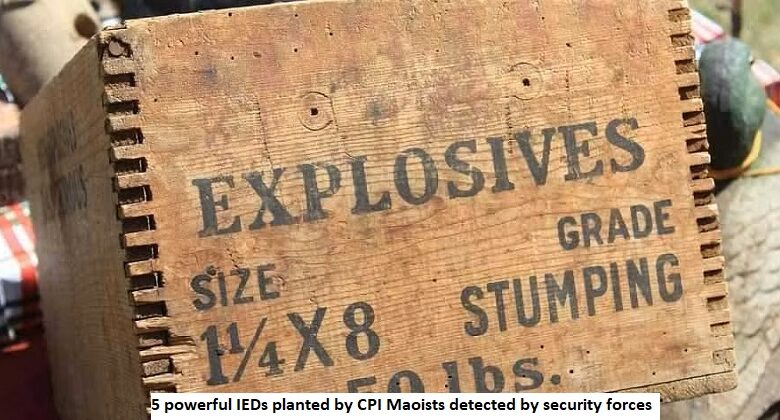 EXPLOSIVES
GRADE
SIZE
STUMPING
1¼ X 8
50 lbs.
5 powerful IEDs planted by CPI Maoists detected by security forces